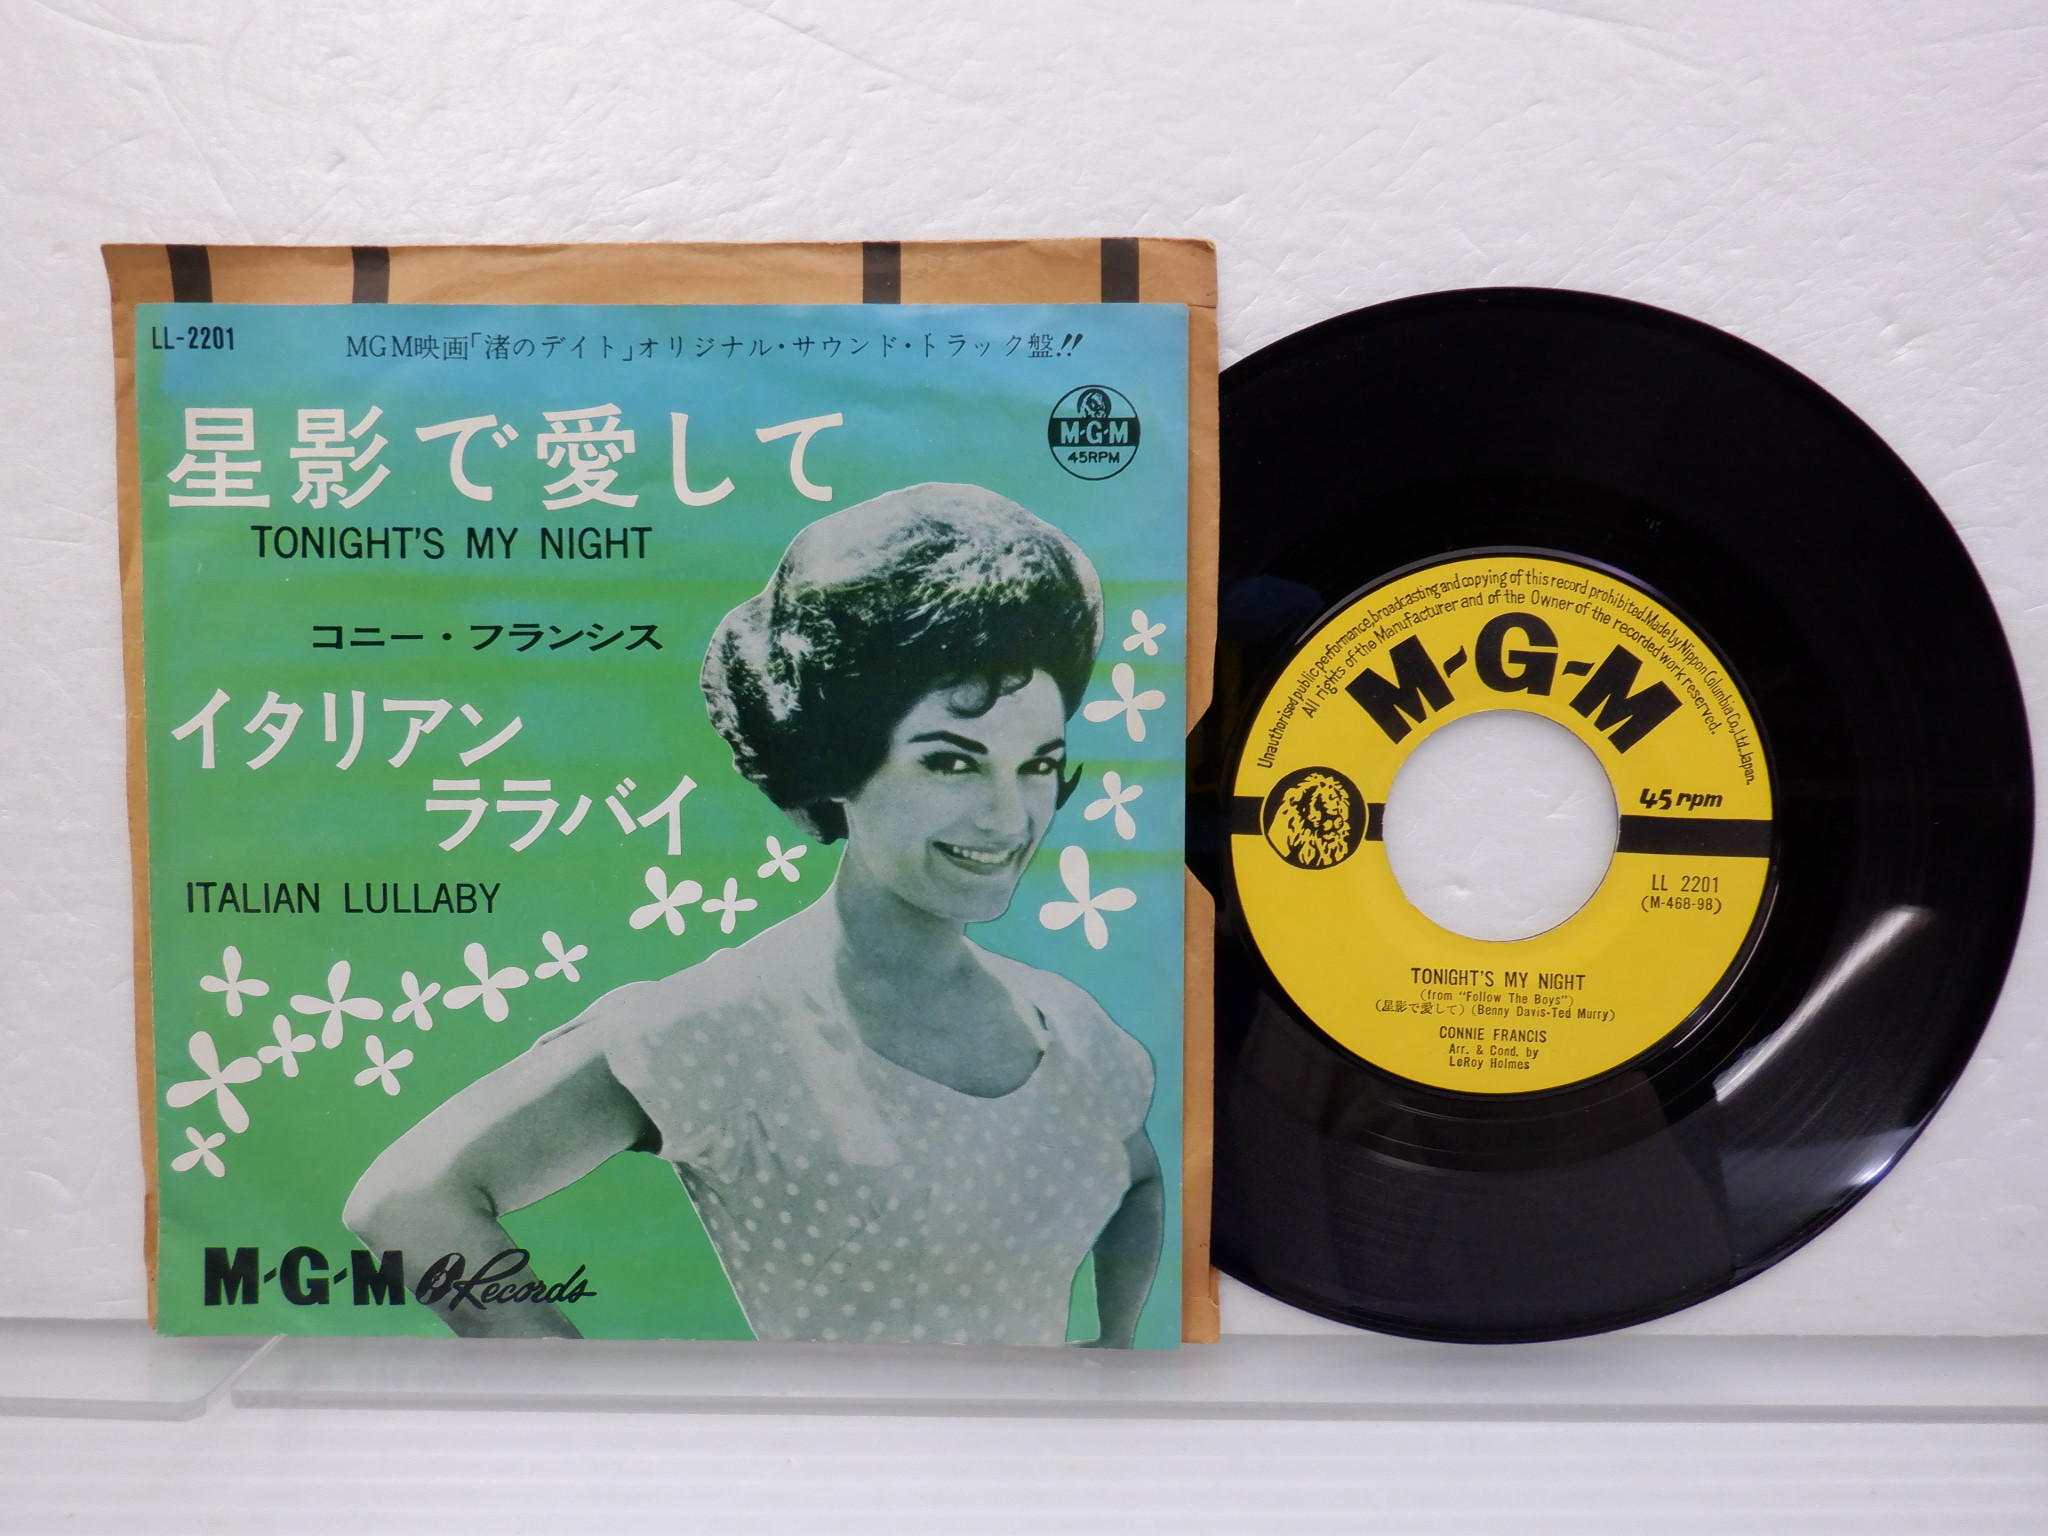 LL-2201
MGM映画「渚のデイト」オリジナル・サウンド・トラック盤!!
M-G-M
45RPM
星影で愛して
TONIGHT'S MY NIGHT
コニー・フランシス
イタリアン
ララバイ
ITALIAN LULLABY
M-G-M Records
Unauthorised public performance, broadcasting and copying of this record prohibited. Made by Nippon Columbia Co., Ltd. Japan.
All rights of the Manufacturer and of the Owner of the recorded work reserved.
M-G-M
45 rpm
LL 2201
(M-468-98)
TONIGHT'S MY NIGHT
(from "Follow The Boys")
(星影で愛して) (Benny Davis-Ted Murry)
CONNIE FRANCIS
Arr. & Cond. by
LeRoy Holmes